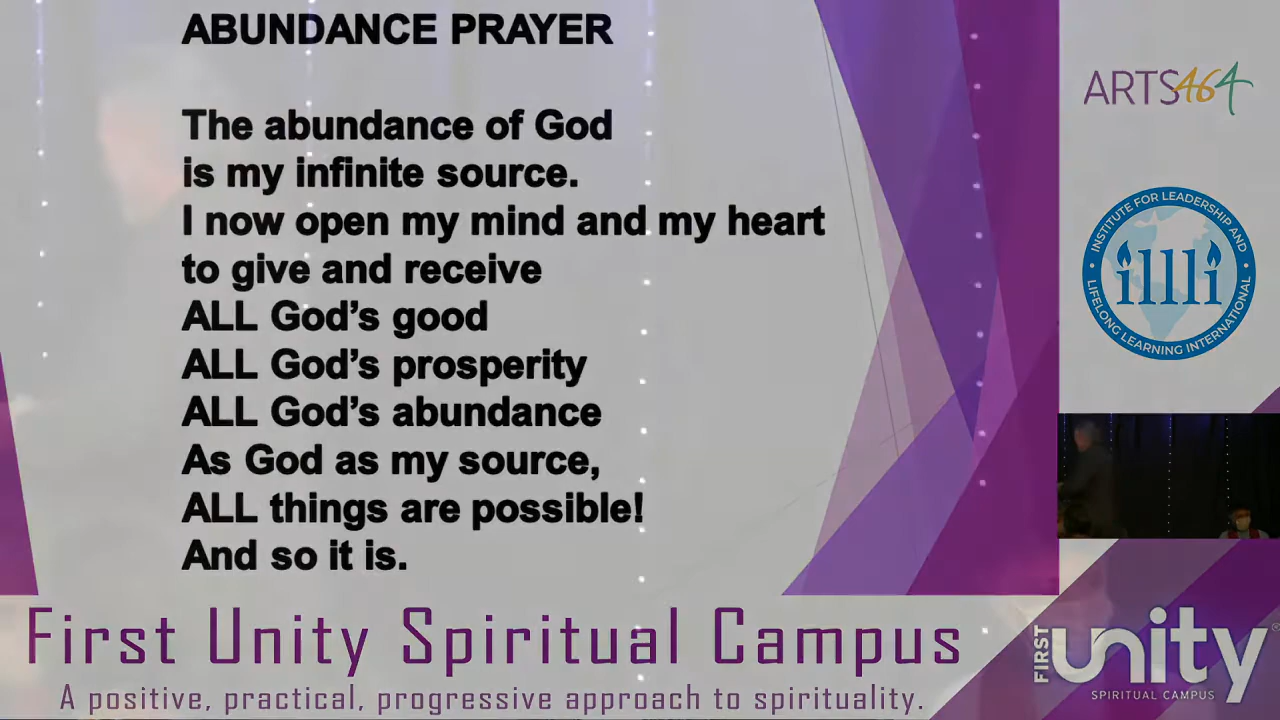 ABUNDANCE PRAYER
The abundance of God
is my infinite source.
I now open my mind and my heart
to give and receive
ALL God’s good
ALL God’s prosperity
ALL God’s abundance
As God as my source,
ALL things are possible!
And so it is.
First Unity Spiritual Campus
A positive, practical, progressive approach to spirituality.
ARTS464
INSTITUTE FOR LEADERSHIP AND
illli
LIFELONG LEARNING INTERNATIONAL
FIRST
unity
SPIRITUAL CAMPUS